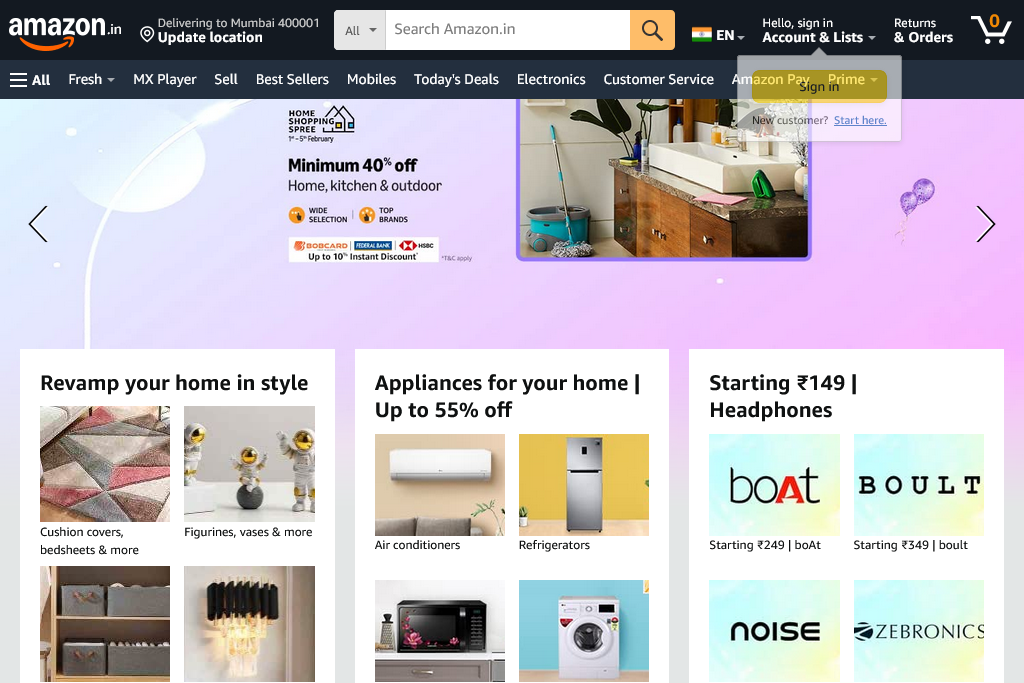 amazon.in
Delivering to Mumbai 400001
Update location
All
Search Amazon.in
EN
Hello, sign in
Account & Lists
Returns
& Orders
0
All
Fresh
MX Player
Sell
Best Sellers
Mobiles
Today's Deals
Electronics
Customer Service
Amazon Pay
Prime
Sign in
New customer? Start here.
HOME
SHOPPING
SPREE
1st - 5th February
Minimum 40% off
Home, kitchen & outdoor
WIDE
SELECTION
TOP
BRANDS
BOBCARD
FEDERAL BANK
HSBC
Up to 10% Instant Discount*
*T&C apply
Revamp your home in style
Cushion covers,
bedsheets & more
Figurines, vases & more
Appliances for your home |
Up to 55% off
Air conditioners
Refrigerators
Starting ₹149 |
Headphones
boAt
BOULT
Starting ₹249 | boAt
Starting ₹349 | boult
noise
ZEBRONICS